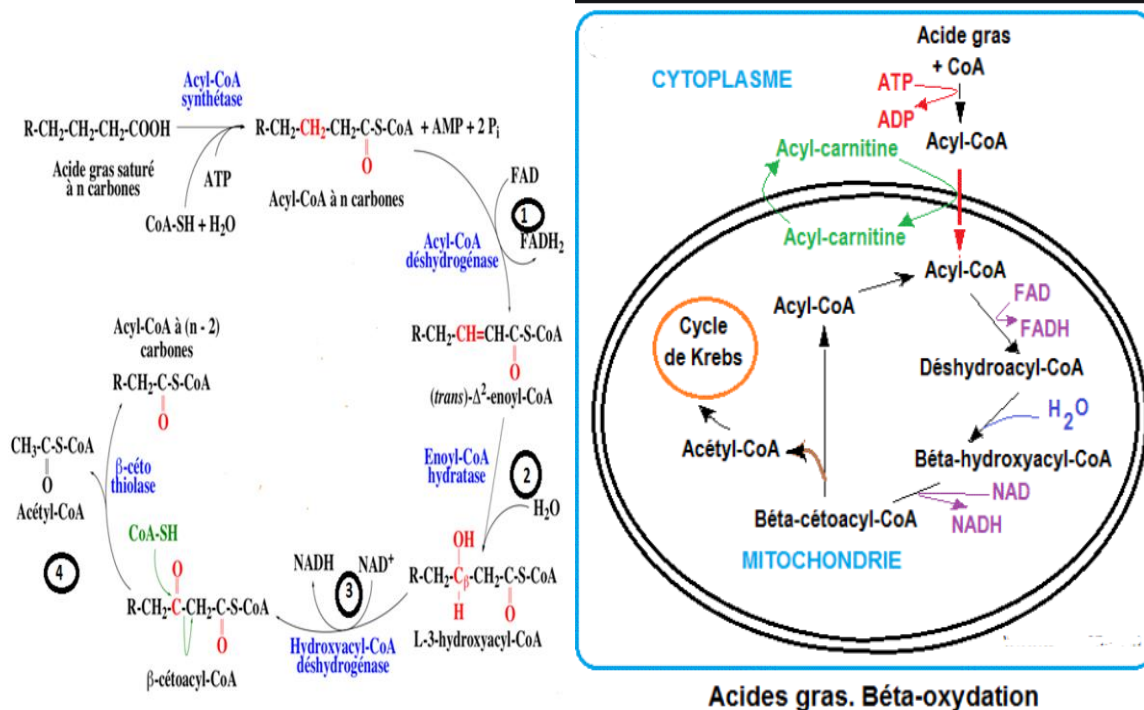 Acyl-CoA
synthétase
R-CH₂-CH₂-CH₂-COOH
Acide gras saturé
à n carbones
ATP
CoA-SH + H₂O
R-CH₂-CH₂-CH₂-C-S-CoA + AMP + 2 Pi
O
Acyl-CoA à n carbones
FAD
1
FADH₂
Acyl-CoA
déshydrogénase
R-CH₂-CH=CH-C-S-CoA
O
(trans)-Δ²-enoyl-CoA
Enoyl-CoA
hydratase
2
H₂O
OH
R-CH₂-Cβ-CH₂-C-S-CoA
H
O
L-3-hydroxyacyl-CoA
NADH
NAD⁺
3
Hydroxyacyl-CoA
déshydrogénase
O
R-CH₂-C-CH₂-C-S-CoA
O
β-cétoacyl-CoA
CoA-SH
4
β-céto
thiolase
CH₃-C-S-CoA
O
Acétyl-CoA
Acyl-CoA à (n - 2)
carbones
R-CH₂-C-S-CoA
O
CYTOPLASME
Acide gras
+ CoA
ATP
ADP
Acyl-CoA
Acyl-carnitine
Acyl-carnitine
Acyl-CoA
FAD
FADH
Déshydroacyl-CoA
H₂O
Béta-hydroxyacyl-CoA
NAD
NADH
Béta-cétoacyl-CoA
Acétyl-CoA
Acyl-CoA
Cycle
de Krebs
MITOCHONDRIE
Acides gras. Béta-oxydation